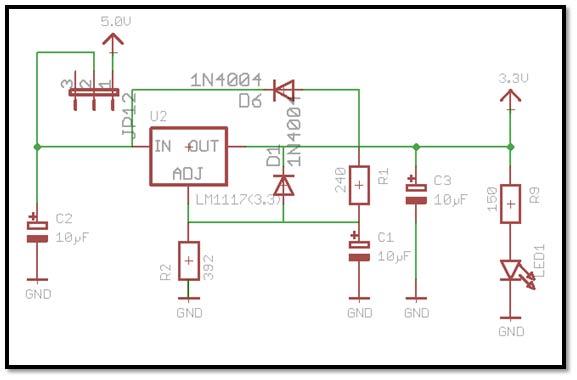 5.0V
3 2 1
JP12
1N4004
D6
3.3V
U2
IN OUT
ADJ
D1
1N4004
LM1117(3.3)
240
R1
C3
10µF
150
R9
C2
10µF
R2
392
C1
10µF
LED1
GND
GND
GND
GND
GND